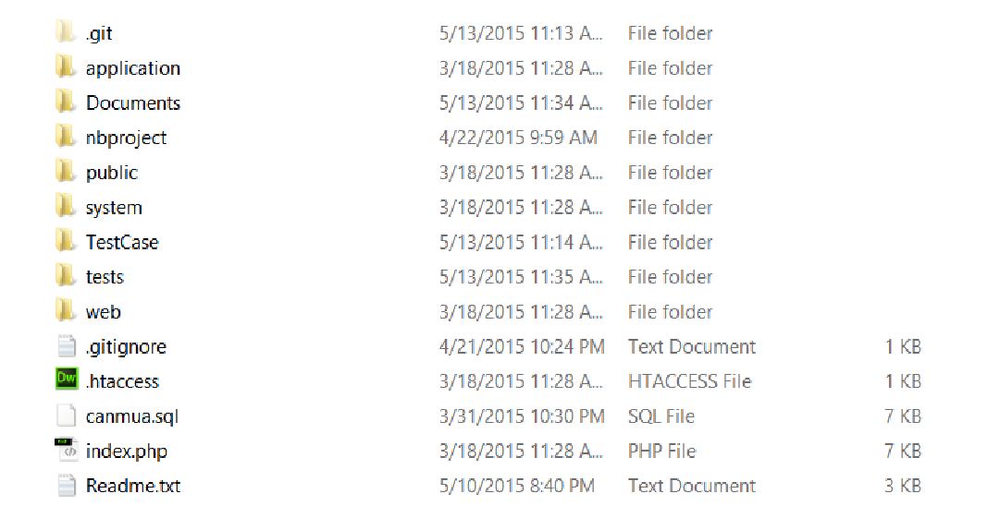 .git 5/13/2015 11:13 A... File folder
application 3/18/2015 11:28 A... File folder
Documents 5/13/2015 11:34 A... File folder
nbproject 4/22/2015 9:59 AM File folder
public 3/18/2015 11:28 A... File folder
system 3/18/2015 11:28 A... File folder
TestCase 5/13/2015 11:14 A... File folder
tests 5/13/2015 11:35 A... File folder
web 3/18/2015 11:28 A... File folder
.gitignore 4/21/2015 10:24 PM Text Document 1 KB
Dw .htaccess 3/18/2015 11:28 A... HTACCESS File 1 KB
canmua.sql 3/31/2015 10:30 PM SQL File 7 KB
index.php 3/18/2015 11:28 A... PHP File 7 KB
Readme.txt 5/10/2015 8:40 PM Text Document 3 KB